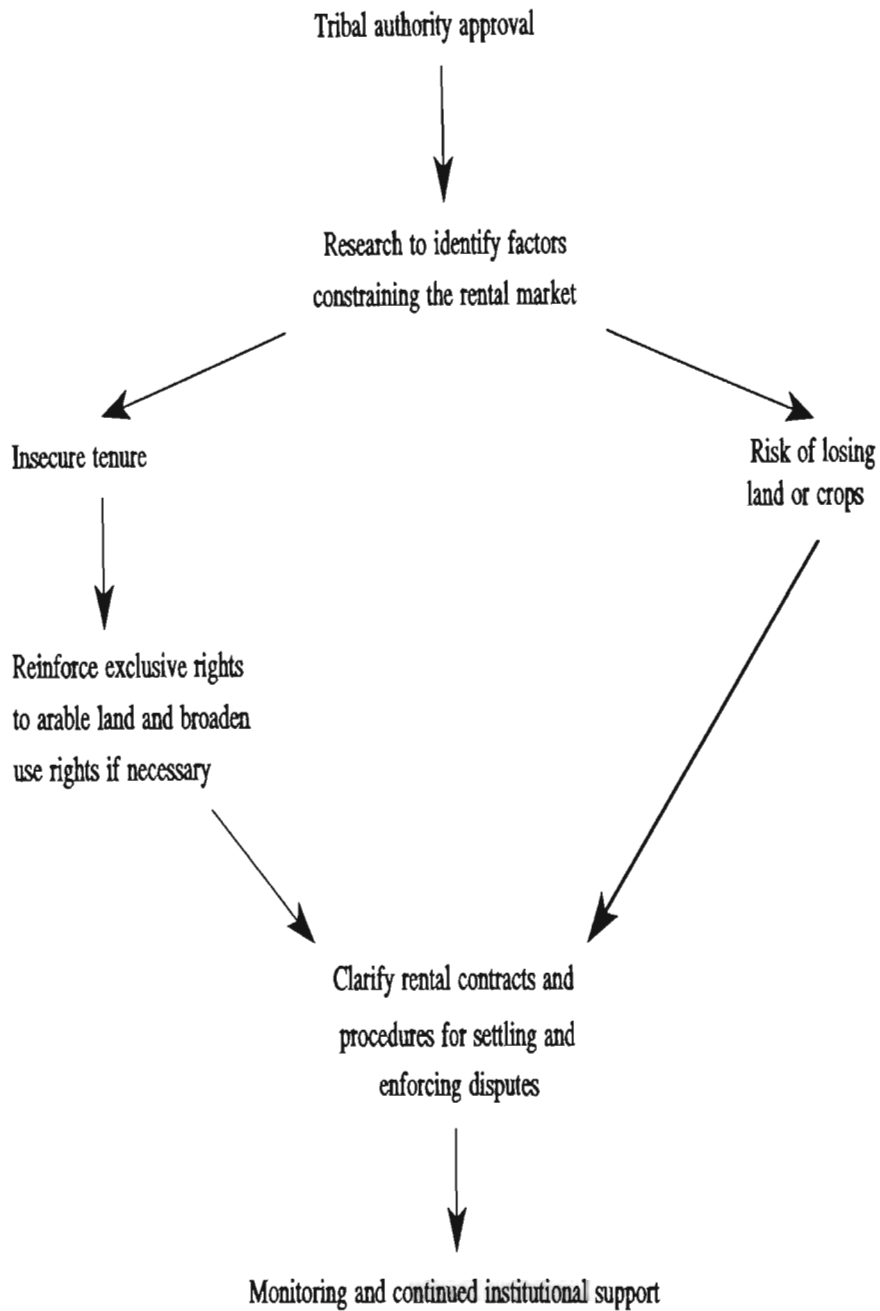 Tribal authority approval
Research to identify factors
constraining the rental market
Insecure tenure
Risk of losing
land or crops
Reinforce exclusive rights
to arable land and broaden
use rights if necessary
Clarify rental contracts and
procedures for settling and
enforcing disputes
Monitoring and continued institutional support